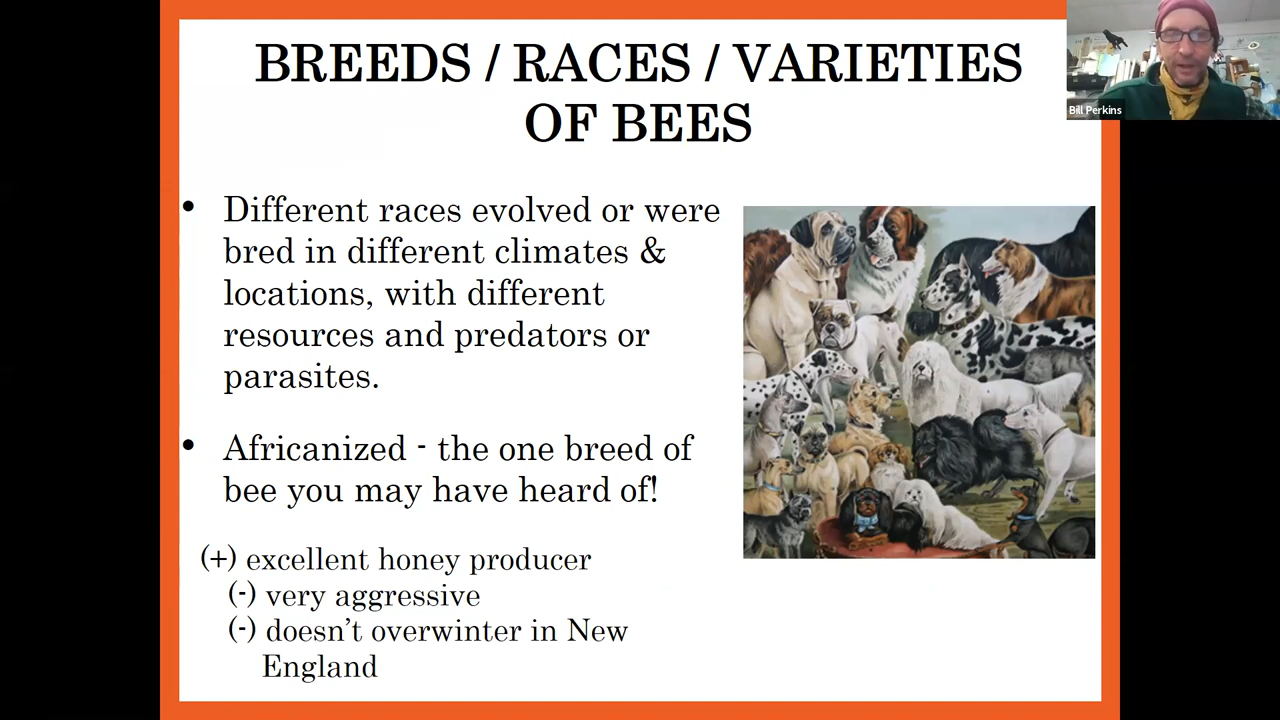 BREEDS / RACES / VARIETIES
OF BEES
Bill Perkins
• Different races evolved or were
bred in different climates &
locations, with different
resources and predators or
parasites.
• Africanized - the one breed of
bee you may have heard of!
(+) excellent honey producer
(-) very aggressive
(-) doesn’t overwinter in New
England